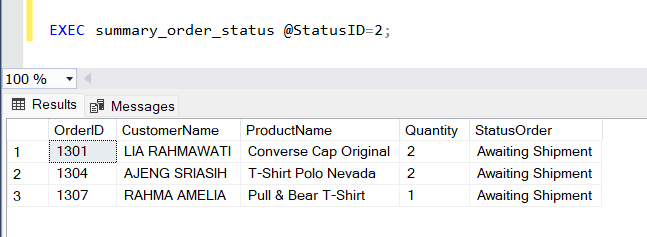 EXEC summary_order_status @StatusID=2;
100 %
Results Messages
OrderID CustomerName ProductName Quantity StatusOrder
1 1301 LIA RAHMAWATI Converse Cap Original 2 Awaiting Shipment
2 1304 AJENG SRIASIH T-Shirt Polo Nevada 2 Awaiting Shipment
3 1307 RAHMA AMELIA Pull & Bear T-Shirt 1 Awaiting Shipment